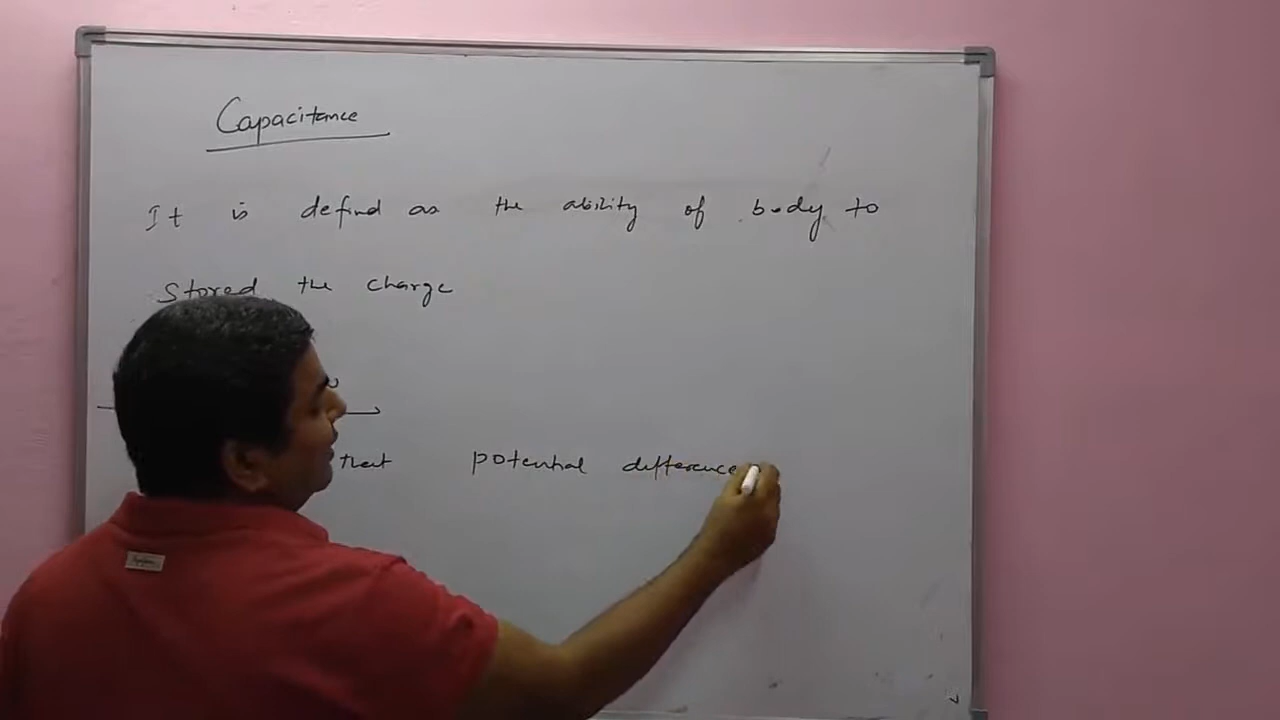 Capacitance
It is defind as the ability of body to
stored the charge
that potential difference